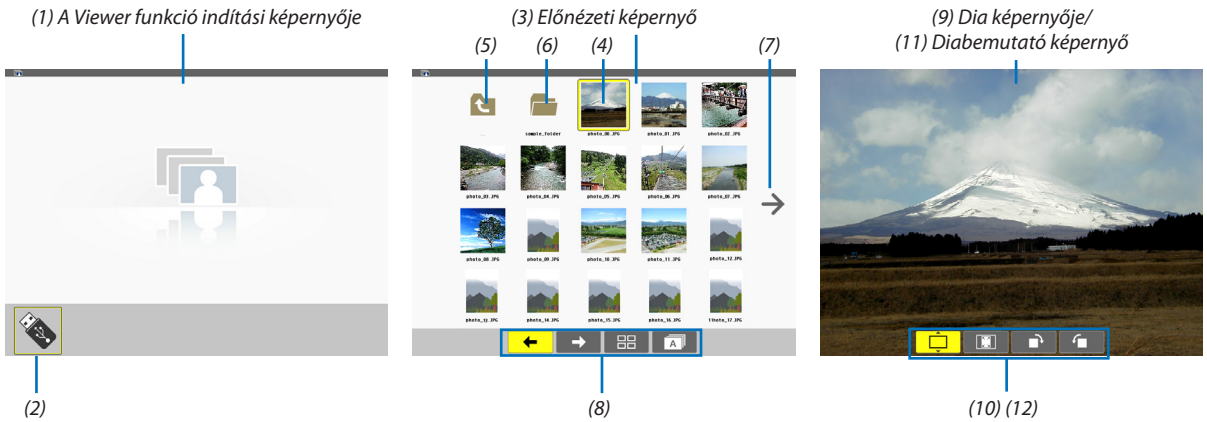 (1) A Viewer funkció indítási képernyője
(3) Előnézeti képernyő
(9) Dia képernyője/
(11) Diabemutató képernyő
(5) (6) (4) (7)
sample_folder photo_00.JPG photo_01.JPG photo_02.JPG
photo_03.JPG photo_04.JPG photo_05.JPG photo_06.JPG photo_07.JPG
photo_08.JPG photo_09.JPG photo_10.JPG photo_11.JPG photo_12.JPG
photo_13.JPG photo_14.JPG photo_15.JPG photo_16.JPG photo_17.JPG
A
(2) (8) (10) (12)